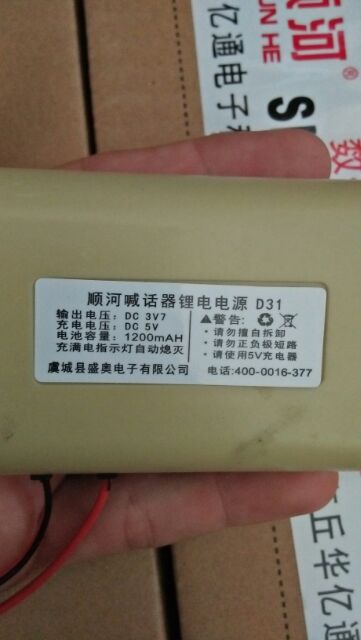 河®
UN HE
亿通电子
S
数
顺河喊话器锂电电源 D31
输出电压：DC 3V7
充电电压：DC 5V
电池容量：1200mAH
充满电指示灯自动熄灭
虞城县盛奥电子有限公司
警告：
·请勿擅自拆卸
·请勿正负极短路
·请使用5V充电器
电话:400-0016-377
丘华亿